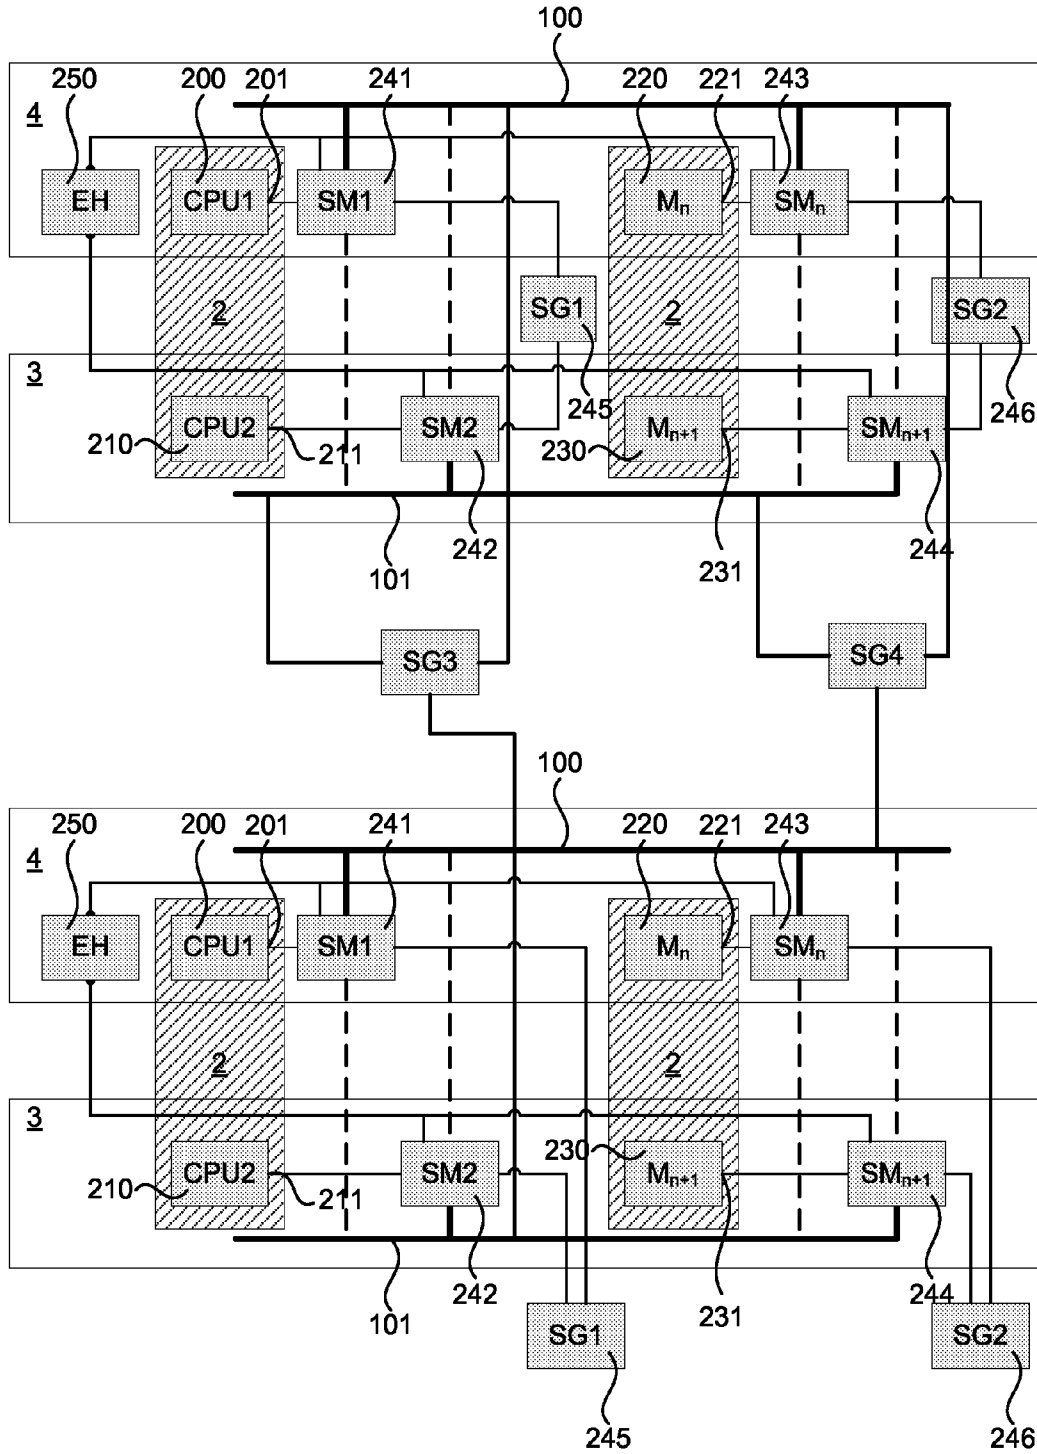 100
250 200 201 241 220 221 243
4
EH CPU1 SM1 Mn SMn
2 SG1 2 SG2
3
245 246
210 CPU2 211 SM2 230 Mn+1 SMn+1
242 231 244
101
SG3 SG4
100
250 200 201 241 220 221 243
4
EH CPU1 SM1 Mn SMn
2 2
3
230
210 CPU2 211 SM2 Mn+1 SMn+1
242 231 244
101
SG1 SG2
245 246